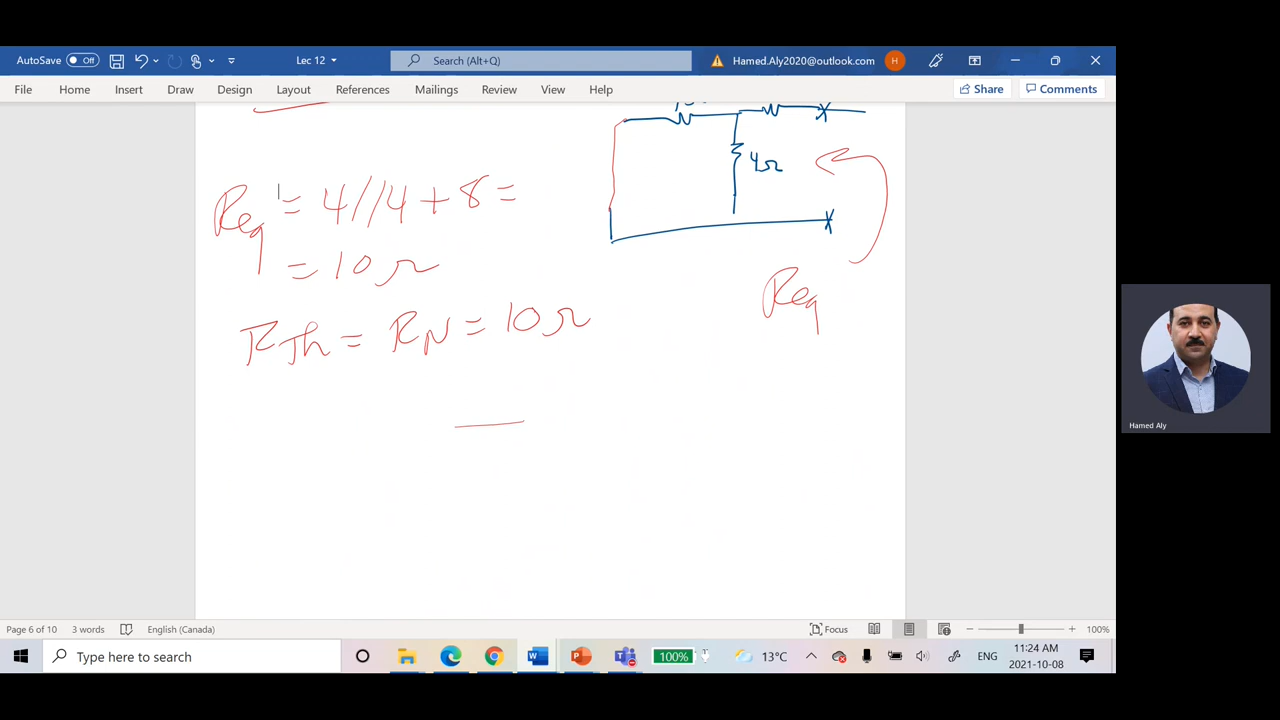 AutoSave Off Lec 12 Search (Alt+Q) Hamed.Aly2020@outlook.com H
File Home Insert Draw Design Layout References Mailings Review View Help Share Comments
4Ω
Req = 4//4 + 8 =
= 10 Ω
Req
RTh = RN = 10 Ω
Hamed Aly
Page 6 of 10 3 words English (Canada) Focus 100%
Type here to search 100% 13°C ENG 11:24 AM
2021-10-08